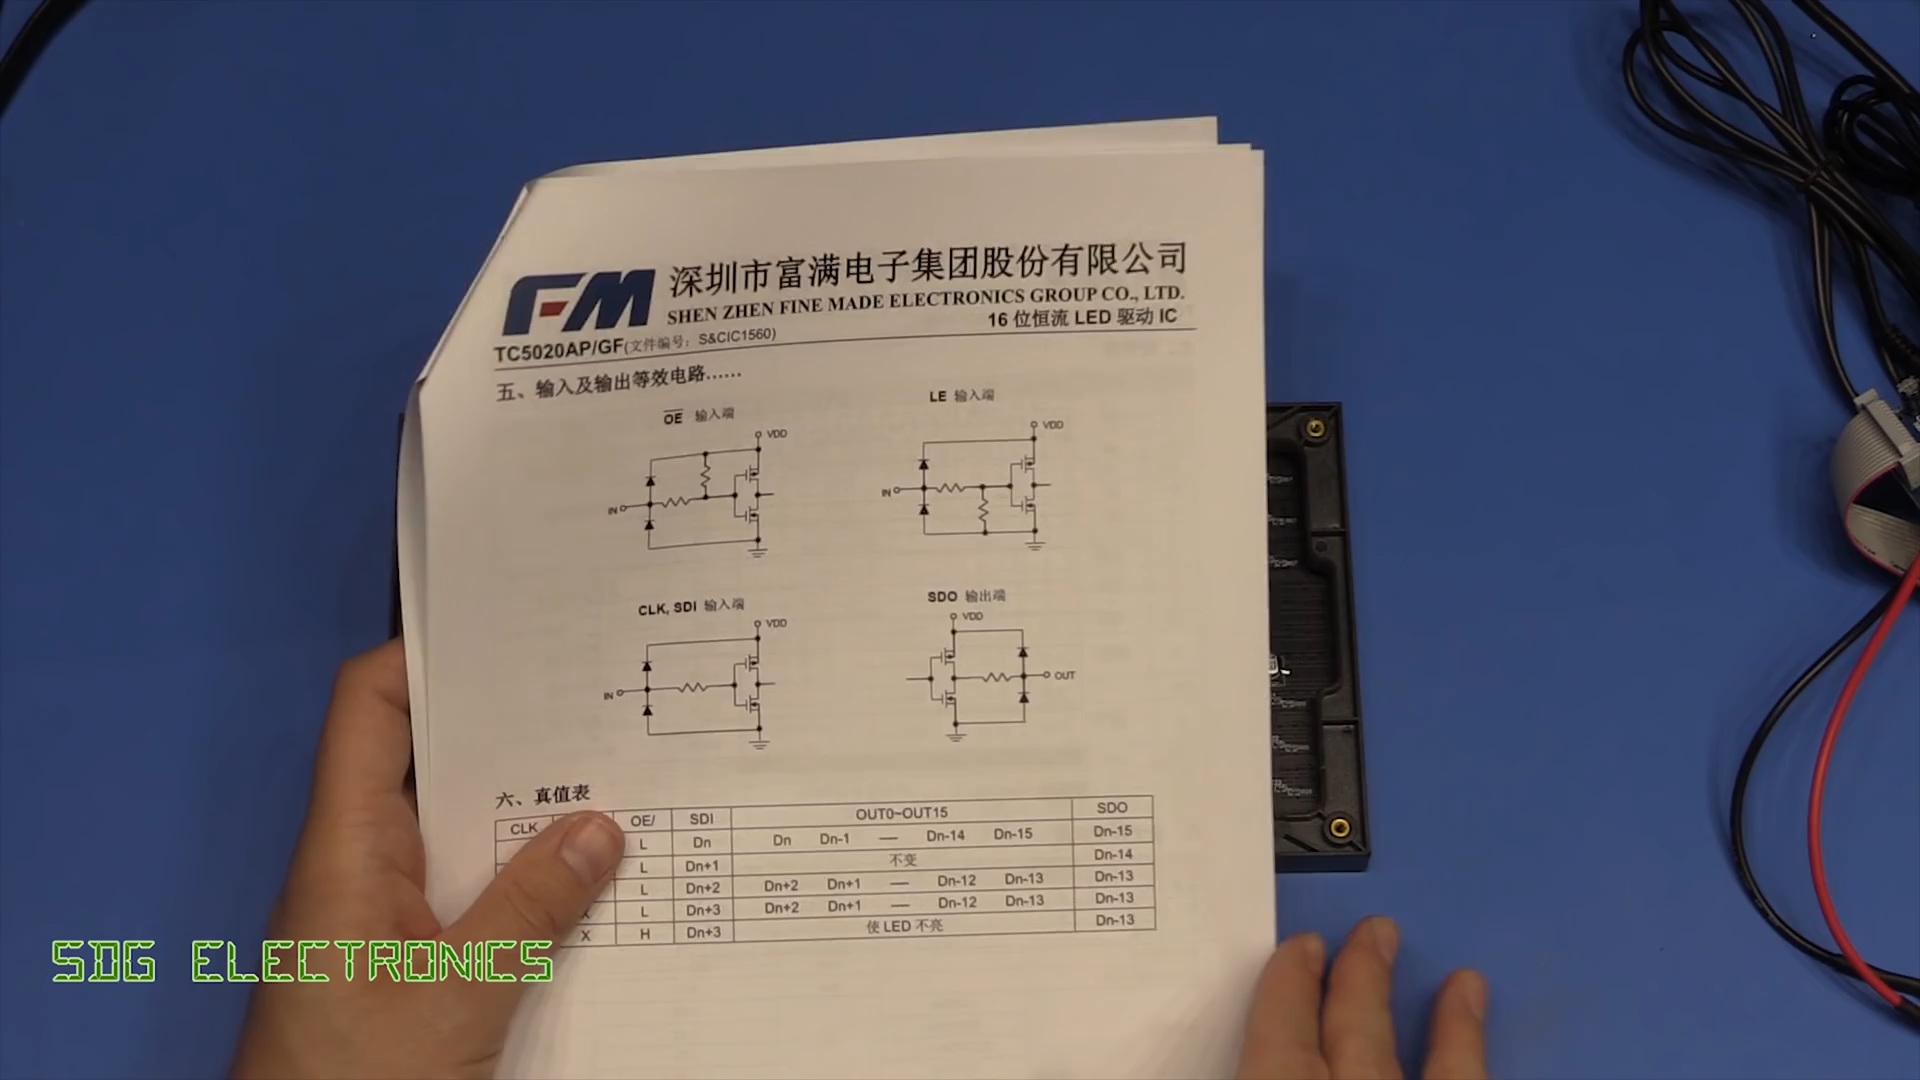 FM
深圳市富满电子集团股份有限公司
SHEN ZHEN FINE MADE ELECTRONICS GROUP CO., LTD.
TC5020AP/GF(文件编号：S&CIC1560)
16 位恒流 LED 驱动 IC
五、输入及输出等效电路……
OE 输入端
LE 输入端
VDD
VDD
IN
IN
CLK, SDI 输入端
SDO 输出端
VDD
VDD
IN
OUT
六、真值表
CLK OE/ SDI OUT0~OUT15 SDO
L Dn Dn Dn-1 — Dn-14 Dn-15 Dn-15
L Dn+1 不变 Dn-14
L Dn+2 Dn+2 Dn+1 — Dn-12 Dn-13 Dn-13
X L Dn+3 Dn+2 Dn+1 — Dn-12 Dn-13 Dn-13
X H Dn+3 使 LED 不亮 Dn-13
SDG ELECTRONICS